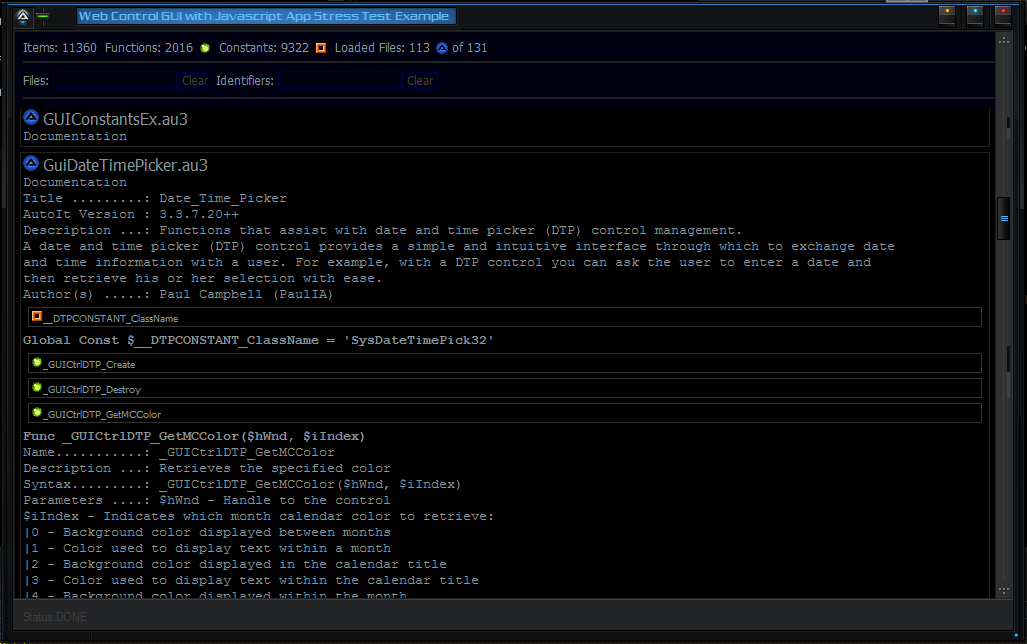 Web Control GUI with Javascript App Stress Test Example
Items: 11360 Functions: 2016 Constants: 9322 Loaded Files: 113 of 131
Files: Clear Identifiers: Clear
GUIConstantsEx.au3
Documentation
GuiDateTimePicker.au3
Documentation
Title .........: Date_Time_Picker
AutoIt Version : 3.3.7.20++
Description ...: Functions that assist with date and time picker (DTP) control management.
A date and time picker (DTP) control provides a simple and intuitive interface through which to exchange date
and time information with a user. For example, with a DTP control you can ask the user to enter a date and
then retrieve his or her selection with ease.
Author(s) .....: Paul Campbell (PaulIA)
__DTPCONSTANT_ClassName
Global Const $__DTPCONSTANT_ClassName = 'SysDateTimePick32'
_GUICtrlDTP_Create
_GUICtrlDTP_Destroy
_GUICtrlDTP_GetMCColor
Func _GUICtrlDTP_GetMCColor($hWnd, $iIndex)
Name...........: _GUICtrlDTP_GetMCColor
Description ...: Retrieves the specified color
Syntax.........: _GUICtrlDTP_GetMCColor($hWnd, $iIndex)
Parameters ....: $hWnd - Handle to the control
$iIndex - Indicates which month calendar color to retrieve:
|0 - Background color displayed between months
|1 - Color used to display text within a month
|2 - Background color displayed in the calendar title
|3 - Color used to display text within the calendar title
|4 - Background color displayed within the month
Status:DONE